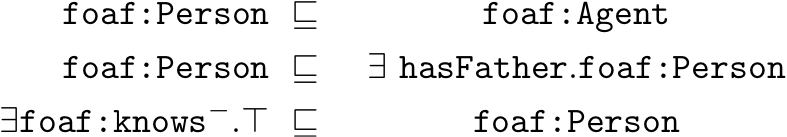 foaf:Person ⊑ foaf:Agent
foaf:Person ⊑ ∃ hasFather.foaf:Person
∃foaf:knows⁻.⊤ ⊑ foaf:Person